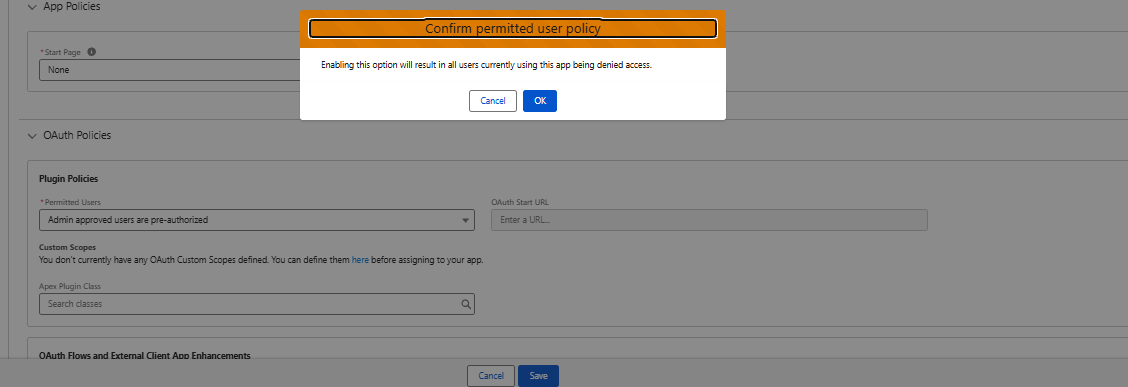 App Policies
Confirm permitted user policy
*Start Page
None
Enabling this option will result in all users currently using this app being denied access.
Cancel
OK
OAuth Policies
Plugin Policies
*Permitted Users
OAuth Start URL
Admin approved users are pre-authorized
Enter a URL...
Custom Scopes
You don't currently have any OAuth Custom Scopes defined. You can define them here before assigning to your app.
Apex Plugin Class
Search classes
OAuth Flows and External Client App Enhancements
Cancel
Save